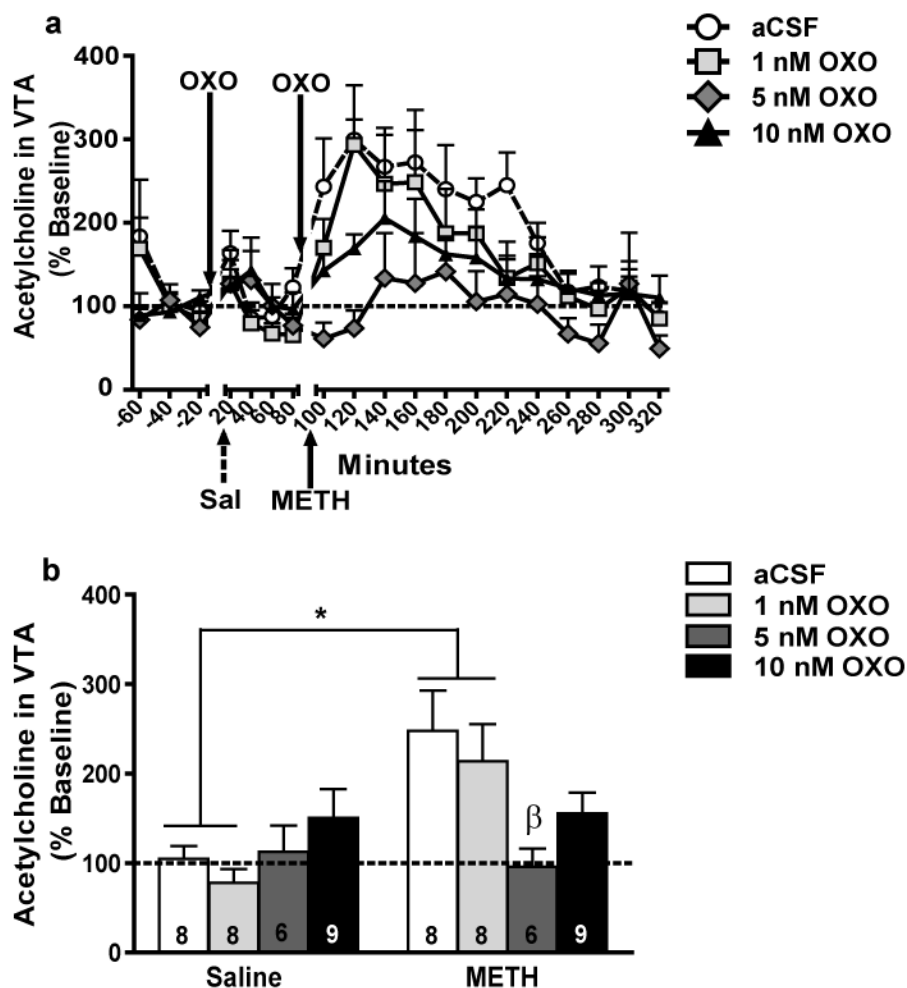 a
aCSF
1 nM OXO
5 nM OXO
10 nM OXO
Acetylcholine in VTA
(% Baseline)
400
300
200
100
0
OXO
OXO
-60
-40
-20
20
40
60
80
100
120
140
160
180
200
220
240
260
280
300
320
Minutes
Sal
METH
b
aCSF
1 nM OXO
5 nM OXO
10 nM OXO
Acetylcholine in VTA
(% Baseline)
400
300
200
100
0
*
β
8
8
6
9
8
8
6
9
Saline
METH